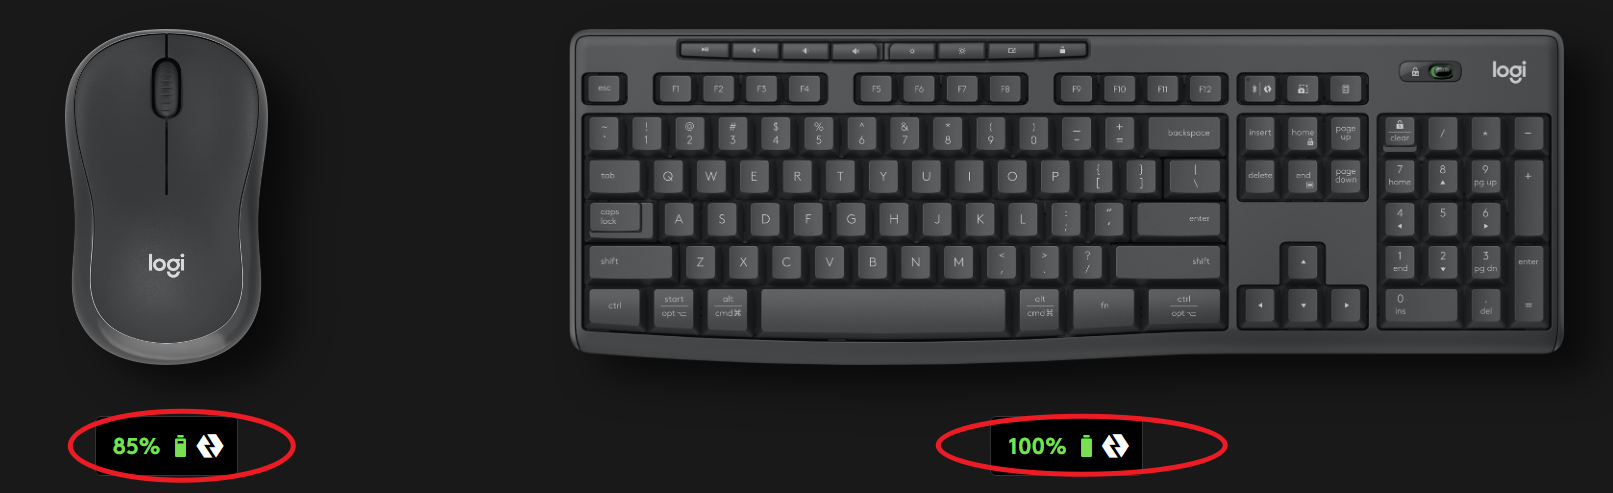 logi
esc F1 F2 F3 F4 F5 F6 F7 F8 F9 F10 F11 F12
~ ` ! 1 @ 2 # 3 $ 4 % 5 ^ 6 & 7 * 8 ( 9 ) 0 — - + = backspace
insert home page up
clear / * -
tab Q W E R T Y U I O P { [ } ] | \
delete end page down
7 home 8 9 pg up +
caps lock A S D F G H J K L : ; " ' enter
4 5 6
shift Z X C V B N M < , > . ? / shift
1 end 2 3 pg dn enter =
ctrl start opt alt cmd ⌘ alt cmd ⌘ fn ctrl opt
0 ins . del
logi
85%
100%